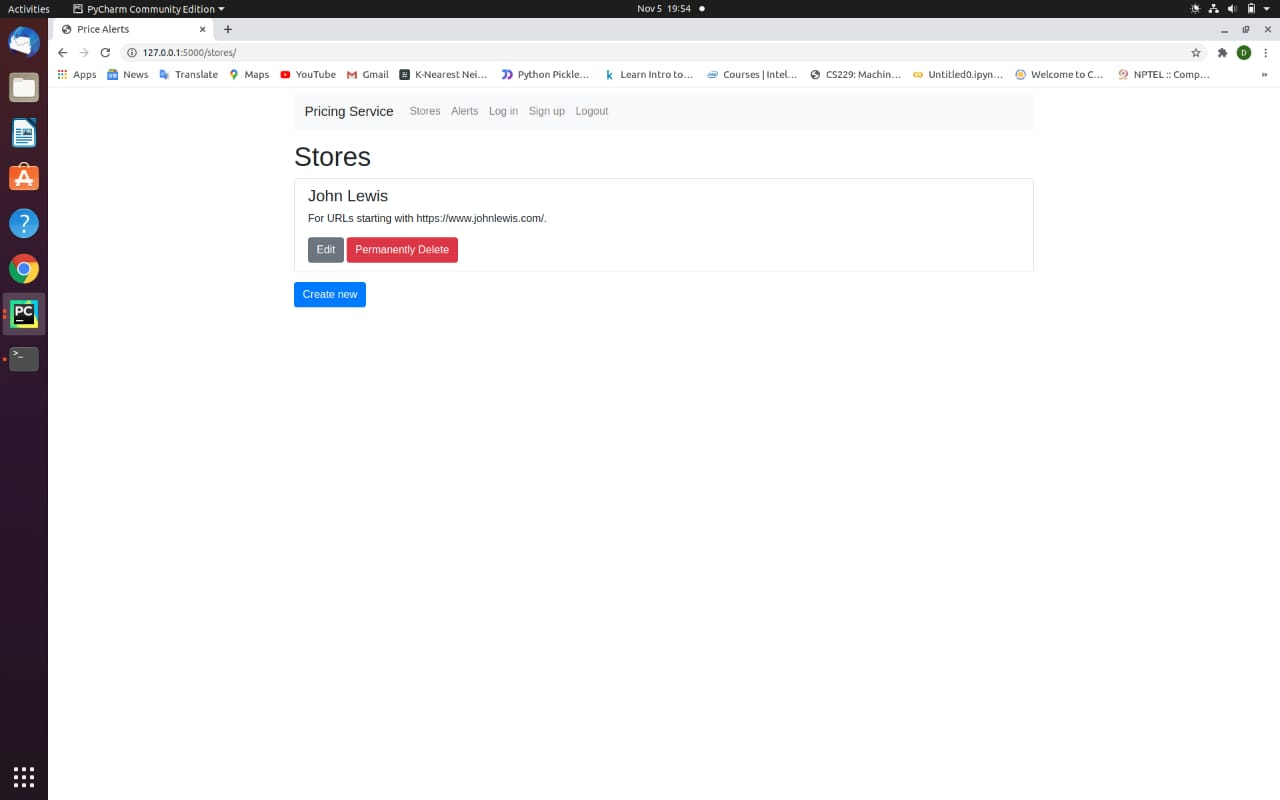 Activities PyCharm Community Edition Nov 5 19:54
Price Alerts
127.0.0.1:5000/stores/
D
Apps News Translate Maps YouTube Gmail K-Nearest Nei... Python Pickle... Learn Intro to... Courses | Intel... CS229: Machin... Untitled0.ipyn... Welcome to C... NPTEL :: Comp... »
Pricing Service Stores Alerts Log in Sign up Logout
Stores
John Lewis
For URLs starting with https://www.johnlewis.com/.
Edit Permanently Delete
Create new
PC
>_